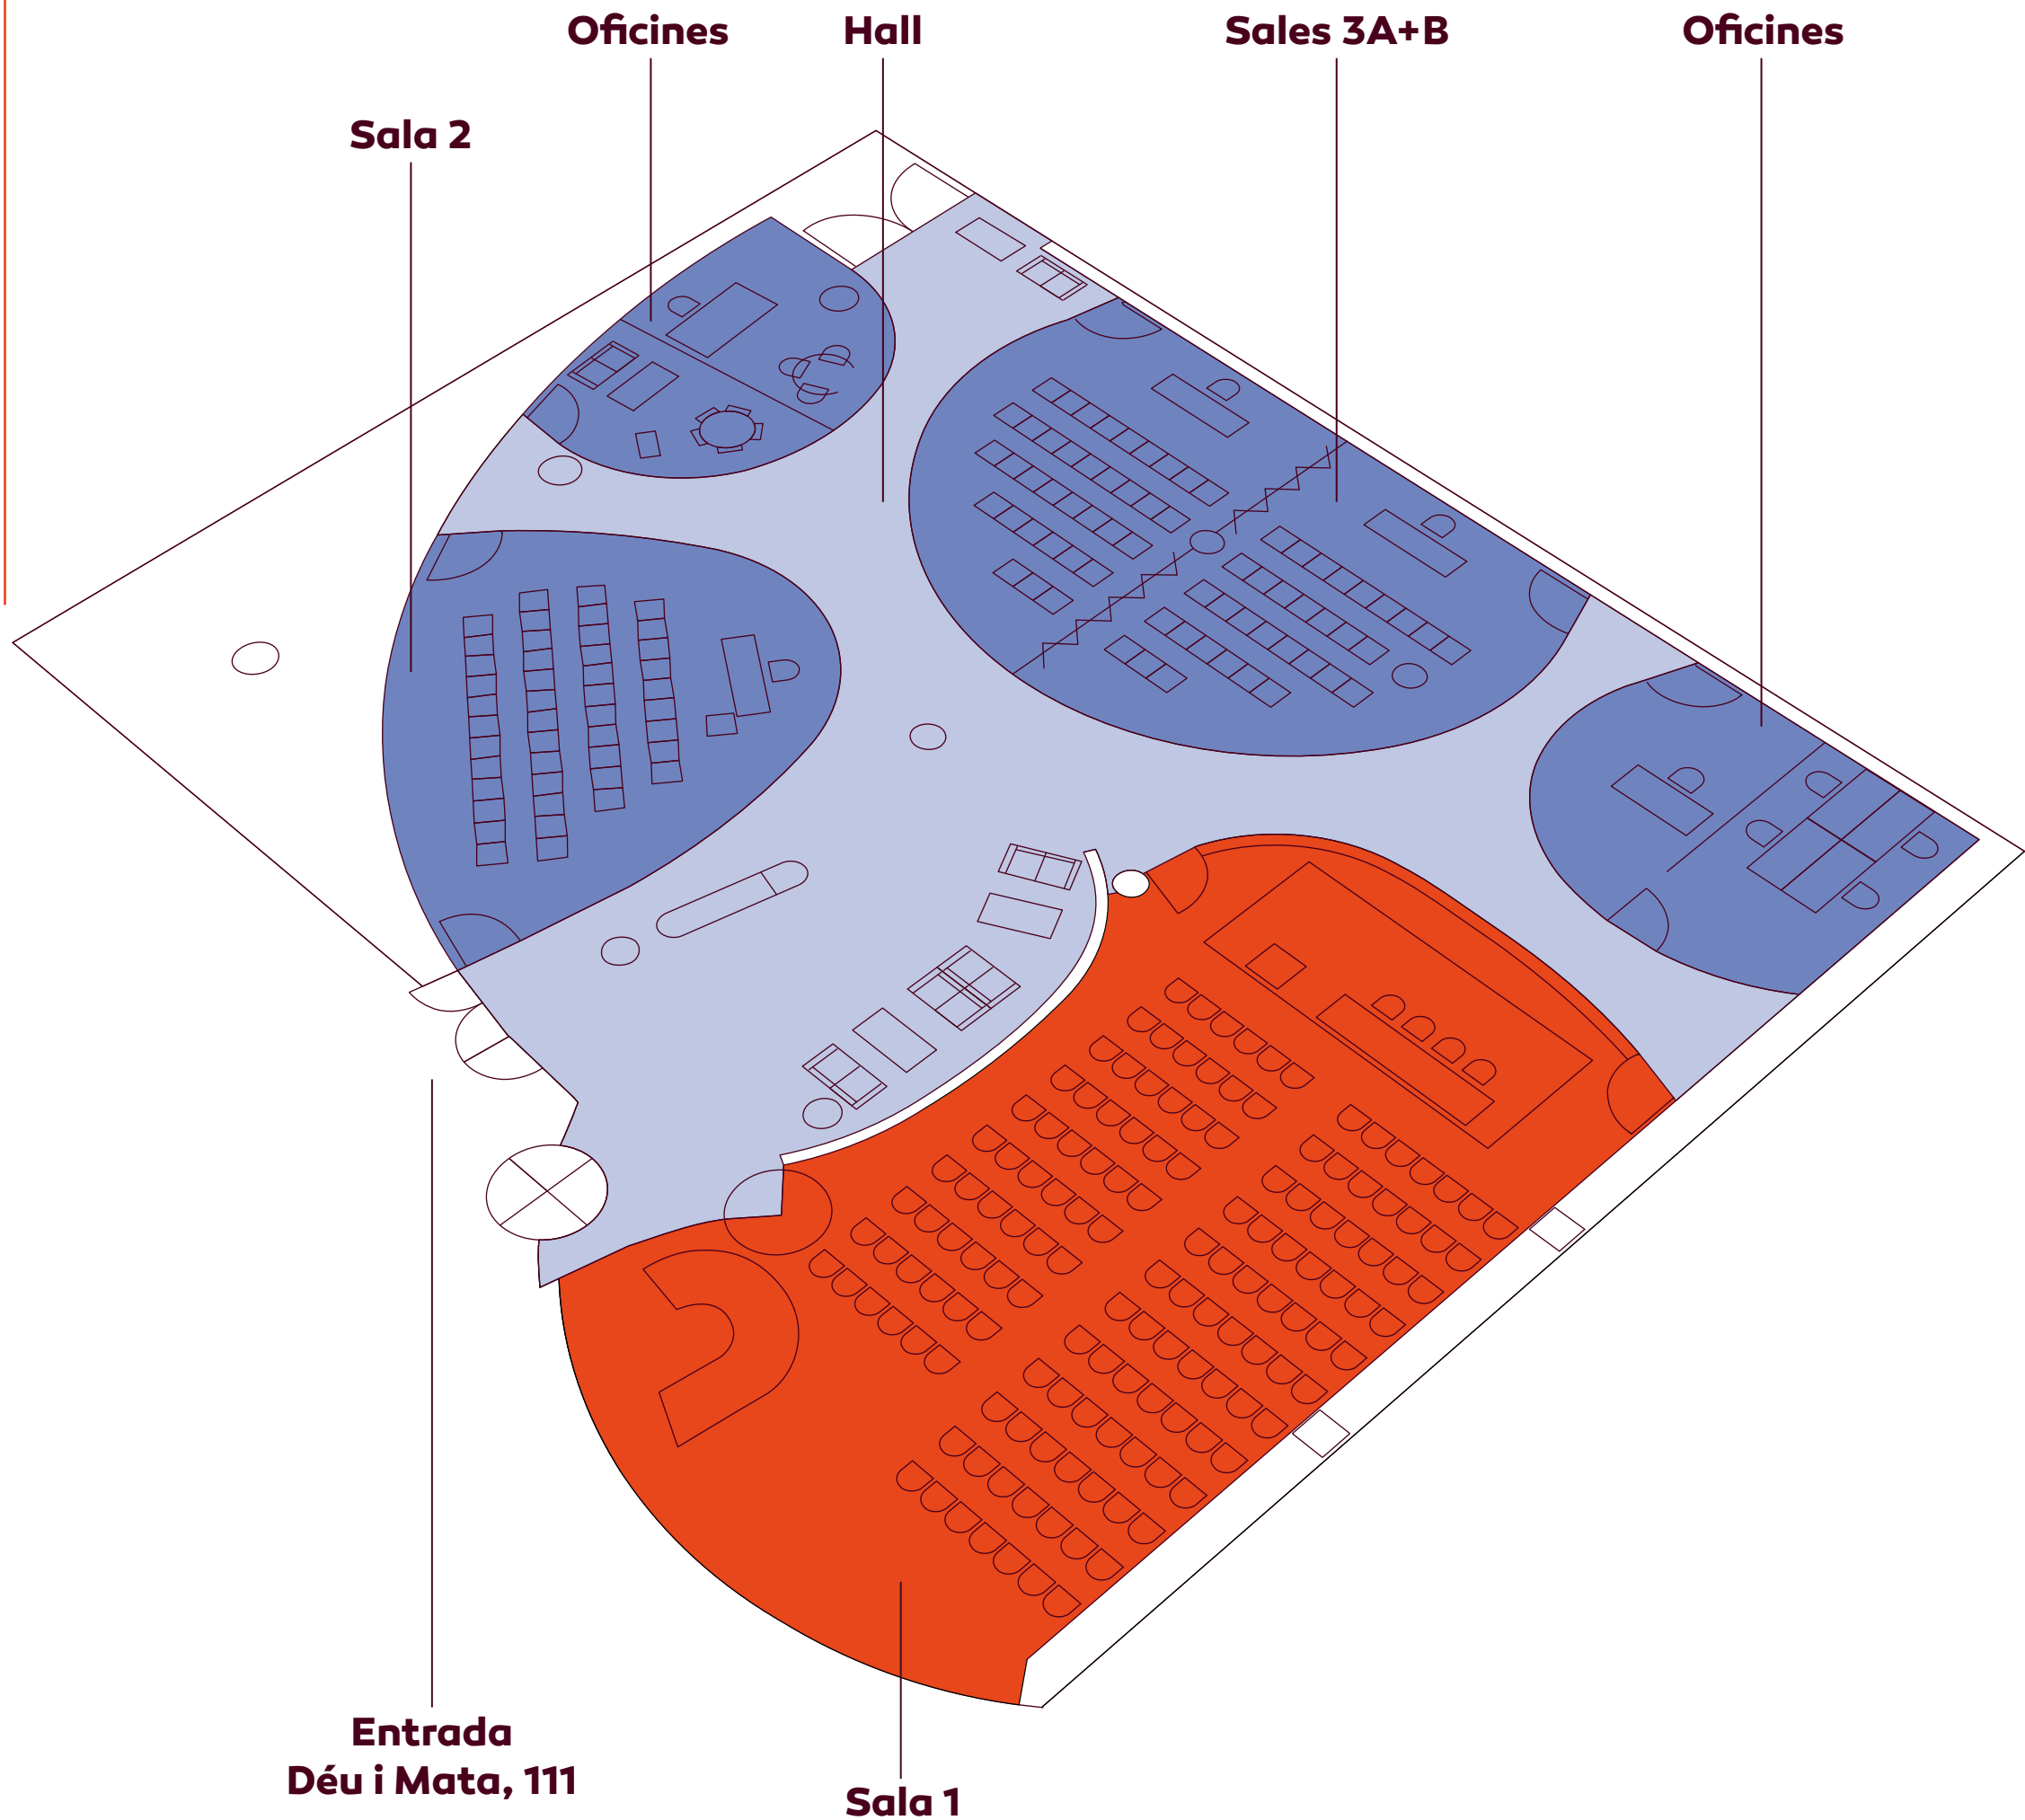 Oficines
Hall
Sales 3A+B
Oficines
Sala 2
Entrada
Déu i Mata, 111
Sala 1